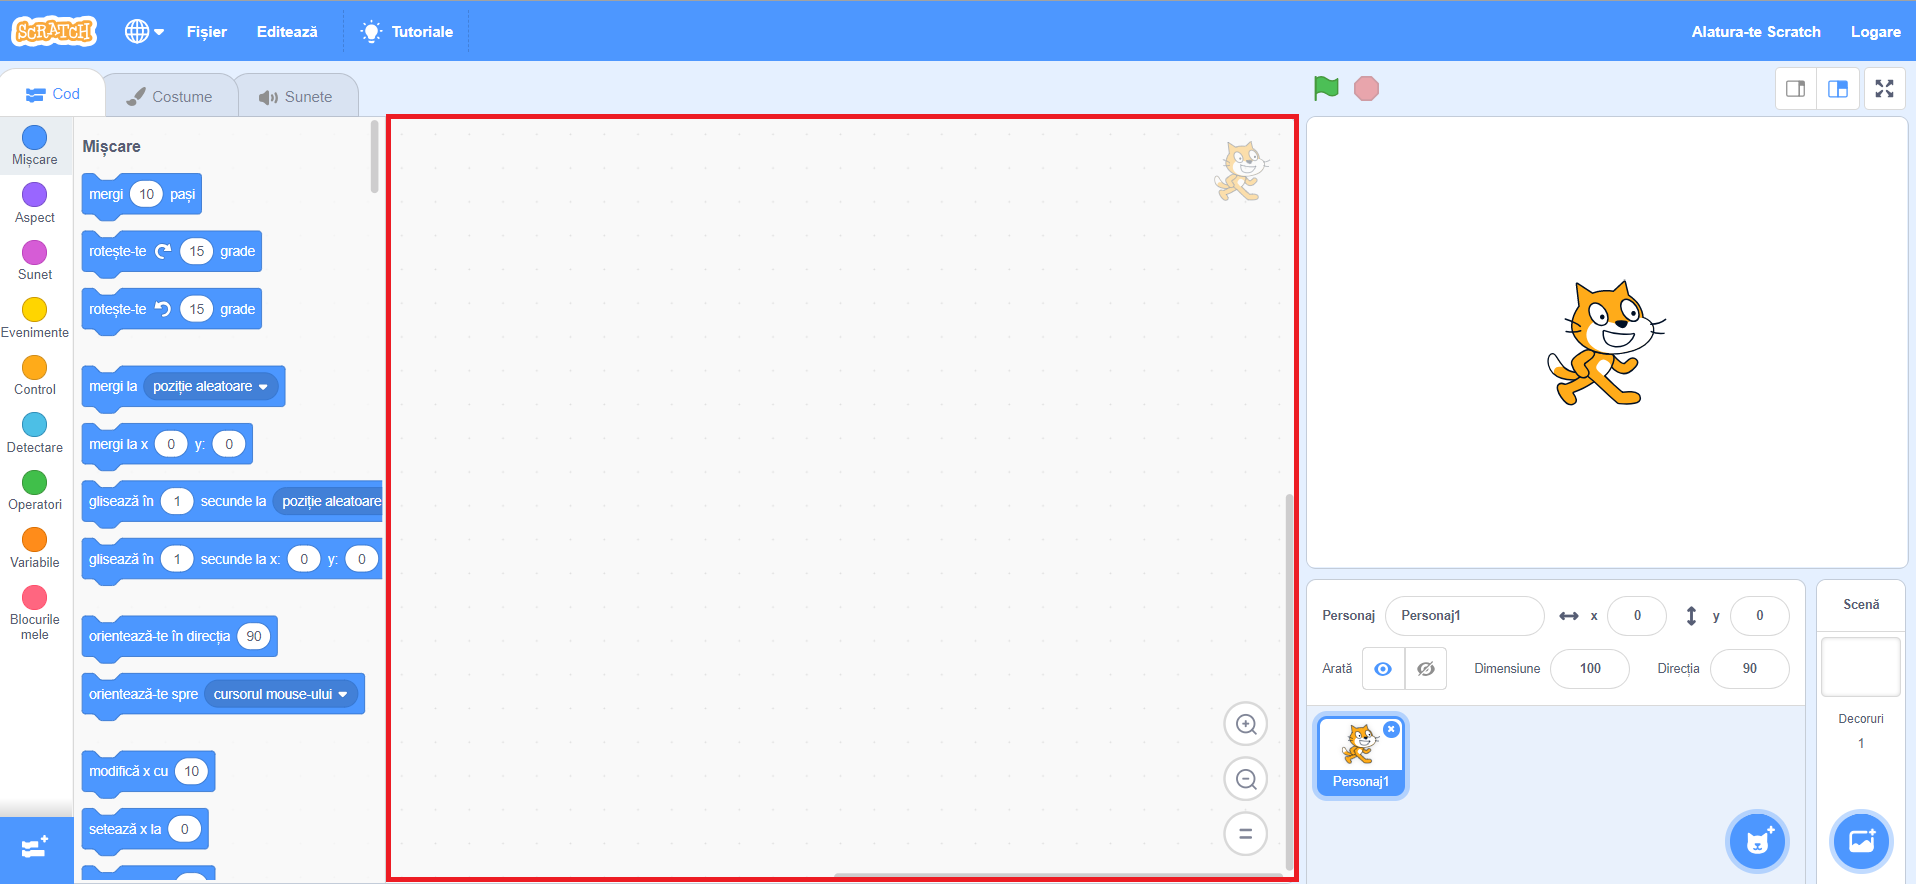 SCRATCH
Fișier
Editează
Tutoriale
Alatura-te Scratch
Logare
Cod
Costume
Sunete
Mișcare
Aspect
Sunet
Evenimente
Control
Detectare
Operatori
Variabile
Blocurile
mele
Mișcare
mergi 10 pași
rotește-te 15 grade
rotește-te 15 grade
mergi la poziție aleatoare
mergi la x 0 y: 0
glisează în 1 secunde la poziție aleatoare
glisează în 1 secunde la x: 0 y: 0
orientează-te în direcția 90
orientează-te spre cursorul mouse-ului
modifică x cu 10
setează x la 0
Personaj Personaj1 x 0 y 0
Arată Dimensiune 100 Direcția 90
Personaj1
Scenă
Decoruri
1